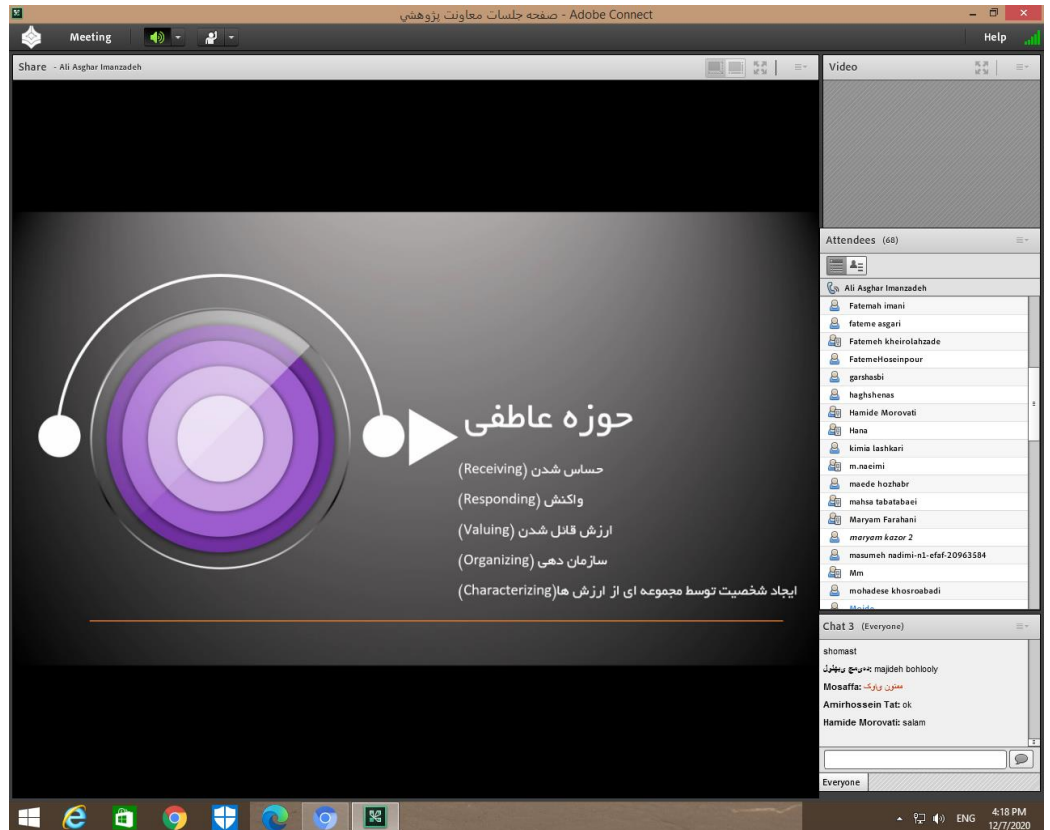 صفحه جلسات معاونت پژوهشی - Adobe Connect
Meeting
Help
Share - Ali Asghar Imanzadeh
حوزه عاطفی
حساس شدن (Receiving)
واکنش (Responding)
ارزش قائل شدن (Valuing)
سازمان دهی (Organizing)
ایجاد شخصیت توسط مجموعه ای از ارزش ها(Characterizing)
Video
Attendees (68)
Ali Asghar Imanzadeh
Fatemah imani
fateme asgari
Fatemeh kheirolahzade
FatemeHoseinpour
garshasbi
haghshenas
Hamide Morovati
Hana
kimia lashkari
m.naeimi
maede hozhabr
mahsa tabatabaei
Maryam Farahani
maryam kazor 2
masumeh nadimi-n1-efaf-20963584
Mm
mohadese khosroabadi
Chat 3 (Everyone)
shomast
majideh bohlooly
Mosaffa:
Amirhossein Tat: ok
Hamide Morovati: salam
Everyone
ENG
4:18 PM
12/7/2020